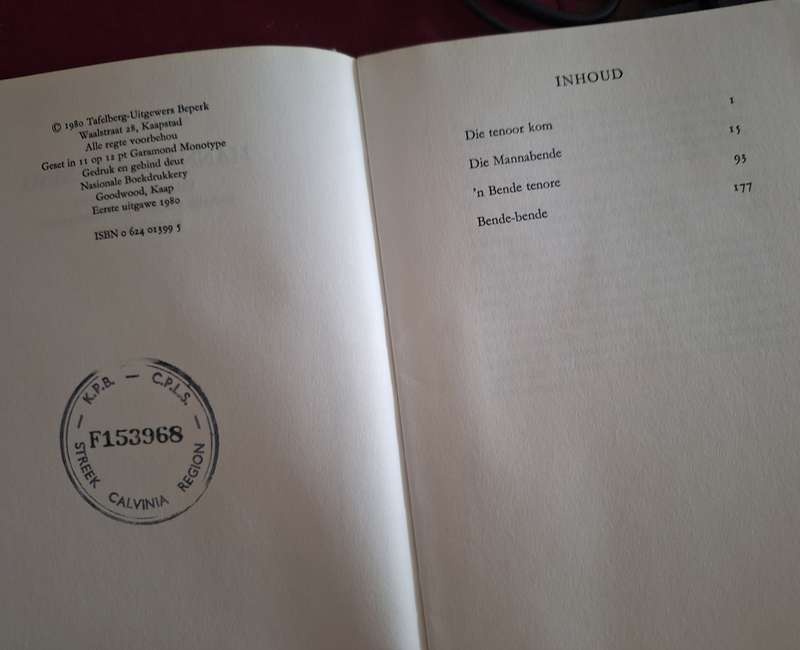 © 1980 Tafelberg-Uitgewers Beperk
Waalstraat 28, Kaapstad
Alle regte voorbehou
Geset in 11 op 12 pt Garamond Monotype
Gedruk en gebind deur
Nasionale Boekdrukkery
Goodwood, Kaap
Eerste uitgawe 1980
ISBN 0 624 01399 5
K.P.B. — C.P.L.S.
F153968
STREEK CALVINIA REGION
INHOUD
Die tenoor kom 1
Die Mannabende 15
'n Bende tenore 93
Bende-bende 177